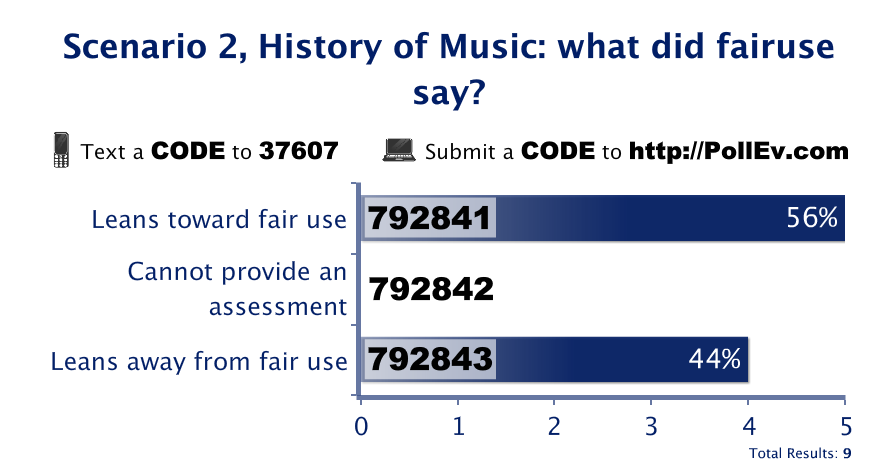 Scenario 2, History of Music: what did fairuse
say?
Text a CODE to 37607
Submit a CODE to http://PollEv.com
Leans toward fair use
792841
56%
Cannot provide an
assessment
792842
Leans away from fair use
792843
44%
0 1 2 3 4 5
Total Results: 9